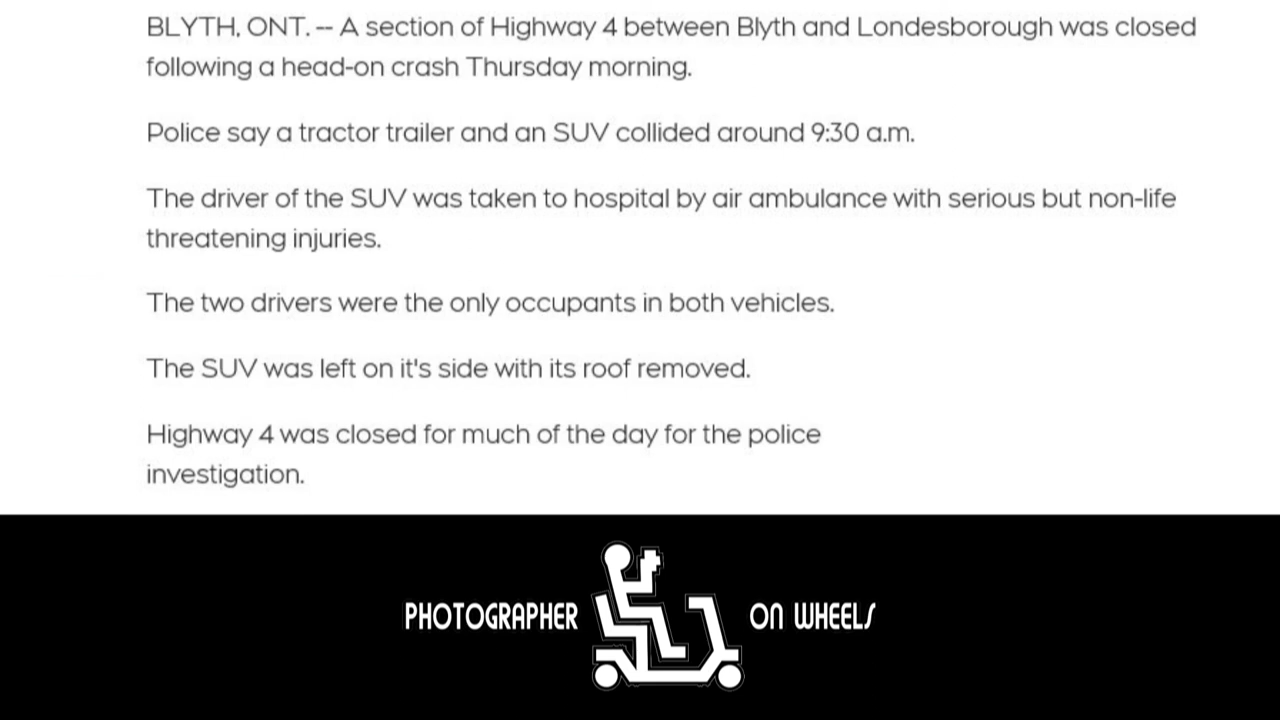 BLYTH, ONT. -- A section of Highway 4 between Blyth and Londesborough was closed
following a head-on crash Thursday morning.
Police say a tractor trailer and an SUV collided around 9:30 a.m.
The driver of the SUV was taken to hospital by air ambulance with serious but non-life
threatening injuries.
The two drivers were the only occupants in both vehicles.
The SUV was left on it's side with its roof removed.
Highway 4 was closed for much of the day for the police
investigation.
PHOTOGRAPHER ON WHEELS